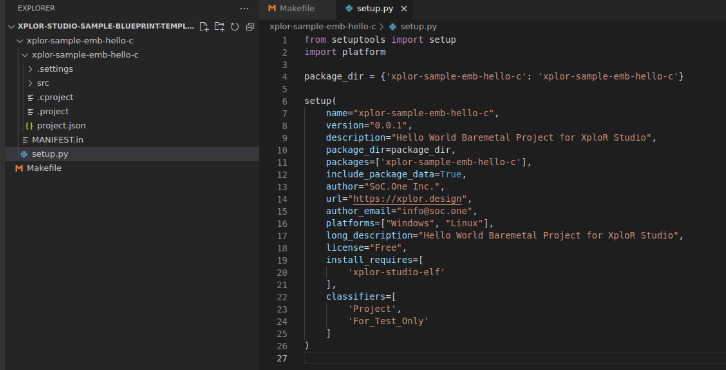 EXPLORER
···
XPLOR-STUDIO-SAMPLE-BLUEPRINT-TEMPL...
xplor-sample-emb-hello-c
xplor-sample-emb-hello-c
.settings
src
.cproject
.project
{} project.json
MANIFEST.in
setup.py
M Makefile
M Makefile
setup.py ×
xplor-sample-emb-hello-c > setup.py
1 from setuptools import setup
2 import platform
3
4 package_dir = {'xplor-sample-emb-hello-c': 'xplor-sample-emb-hello-c'}
5
6 setup(
7 name="xplor-sample-emb-hello-c",
8 version="0.0.1",
9 description="Hello World Baremetal Project for XploR Studio",
10 package_dir=package_dir,
11 packages=['xplor-sample-emb-hello-c'],
12 include_package_data=True,
13 author="SoC.One Inc.",
14 url="https://xplor.design",
15 author_email="info@soc.one",
16 platforms=["Windows", "Linux"],
17 long_description="Hello World Baremetal Project for XploR Studio",
18 license="Free",
19 install_requires=[
20 'xplor-studio-elf'
21 ],
22 classifiers=[
23 'Project',
24 'For_Test_Only'
25 ]
26 )
27